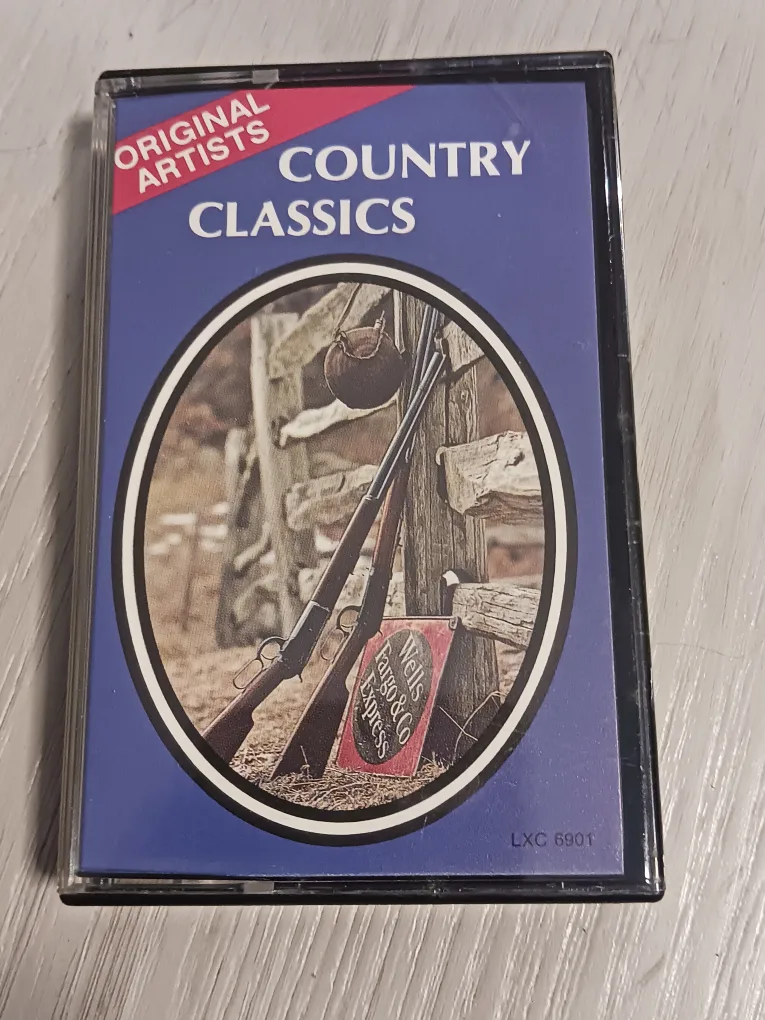 ORIGINAL
ARTISTS
COUNTRY
CLASSICS
Wells
Fargo & Co
Express
LXC 6901